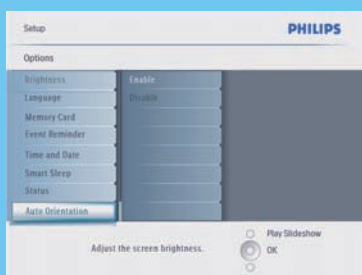 Setup
PHILIPS
Options
Brightness
Enable
Language
Disable
Memory Card
Event Reminder
Time and Date
Smart Sleep
Status
Auto Orientation
Play Slideshow
Adjust the screen brightness.
OK